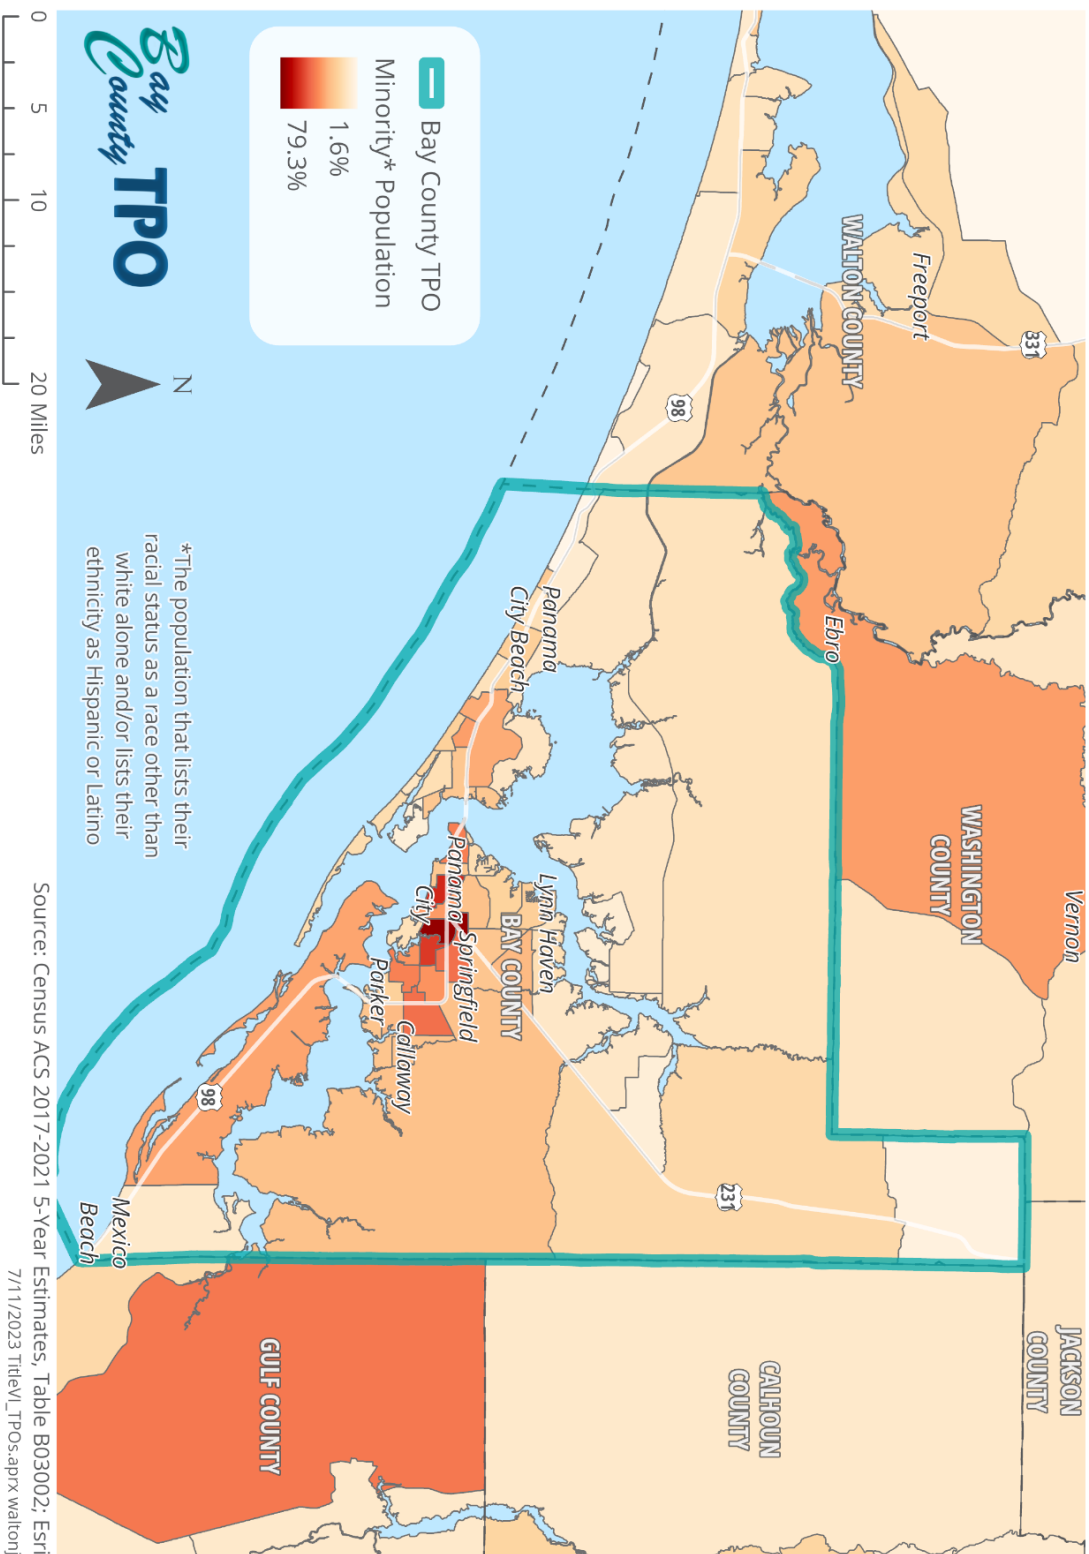 331
Freeport
WALTON COUNTY
98
Ebro
Vernon
WASHINGTON
COUNTY
JACKSON
COUNTY
CALHOUN
COUNTY
231
Panama
City Beach
Lynn Haven
BAY COUNTY
Panama
City
Springfield
Parker
Callaway
98
Mexico
Beach
GULF COUNTY
Bay County TPO
Minority* Population
1.6%
79.3%
Bay
County TPO
N
*The population that lists their
racial status as a race other than
white alone and/or lists their
ethnicity as Hispanic or Latino
0 5 10 20 Miles
Source: Census ACS 2017-2021 5-Year Estimates, Table B03002; Esri
7/11/2023 TitleVI_TPOs.aprx waltonj